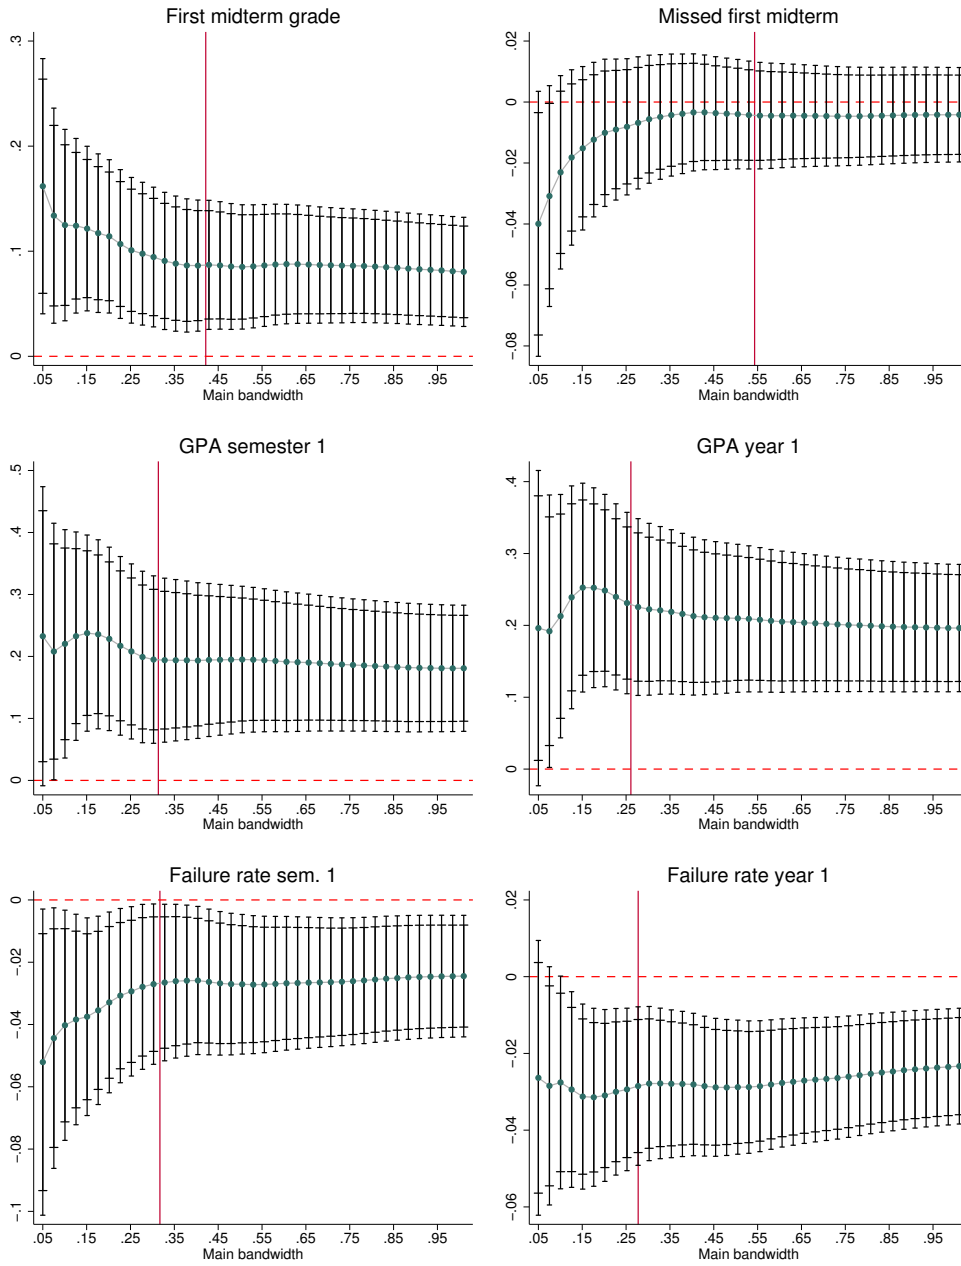 First midterm grade
.3
.2
.1
0
.05 .15 .25 .35 .45 .55 .65 .75 .85 .95
Main bandwidth
Missed first midterm
.02
0
-.02
-.04
-.06
-.08
.05 .15 .25 .35 .45 .55 .65 .75 .85 .95
Main bandwidth
GPA semester 1
.5
.4
.3
.2
.1
0
.05 .15 .25 .35 .45 .55 .65 .75 .85 .95
Main bandwidth
GPA year 1
.4
.3
.2
.1
0
.05 .15 .25 .35 .45 .55 .65 .75 .85 .95
Main bandwidth
Failure rate sem. 1
0
-.02
-.04
-.06
-.08
-.1
.05 .15 .25 .35 .45 .55 .65 .75 .85 .95
Main bandwidth
Failure rate year 1
.02
0
-.02
-.04
-.06
.05 .15 .25 .35 .45 .55 .65 .75 .85 .95
Main bandwidth